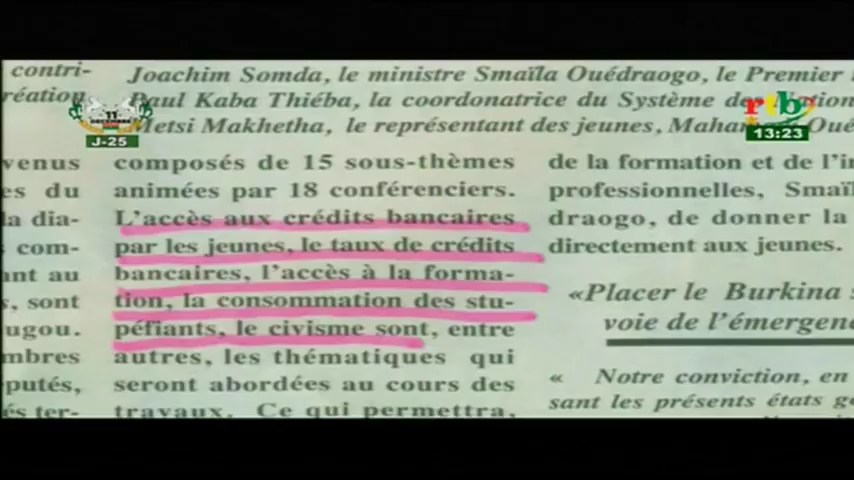 contri-
réation
Joachim Somda, le ministre Smaïla Ouédraogo, le Premier
Paul Kaba Thiéba, la coordonatrice du Système des Nation
Metsi Makhetha, le représentant des jeunes, Maha Oué
11
DECEMBRE
J-25
rtb
13:23
venus
es du
la dia-
com-
ant au
s, sont
ugou.
mbres
putés,
és ter-
composés de 15 sous-thèmes
animées par 18 conférenciers.
L'accès aux crédits bancaires
par les jeunes, le taux de crédits
bancaires, l'accès à la forma-
tion, la consommation des stu-
péfiants, le civisme sont, entre
autres, les thématiques qui
seront abordées au cours des
travaux. Ce qui permettra,
de la formation et de l'i
professionnelles, Smaï
draogo, de donner la
directement aux jeunes.
«Placer le Burkina s
voie de l'émergen
« Notre conviction, en
sant les présents états g